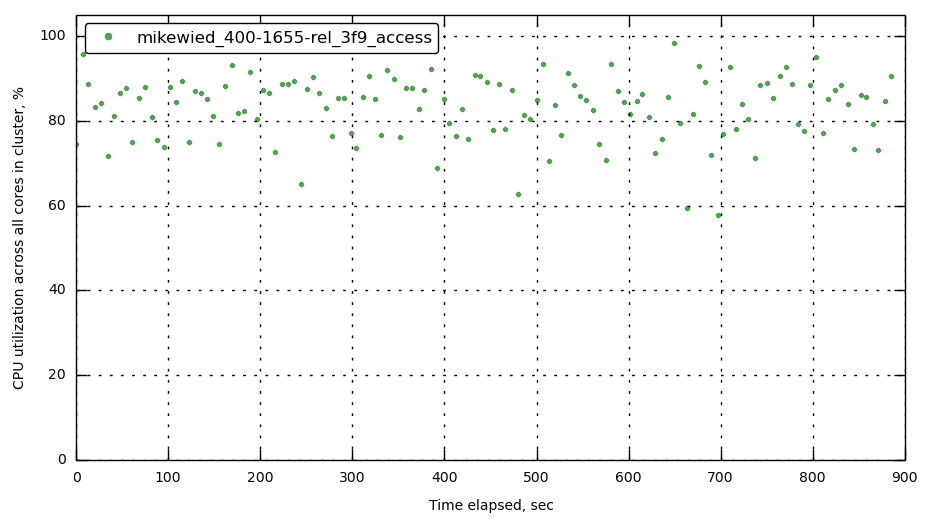 mikewied_400-1655-rel_3f9_access
CPU utilization across all cores in cluster, %
100
80
60
40
20
0
0 100 200 300 400 500 600 700 800 900
Time elapsed, sec